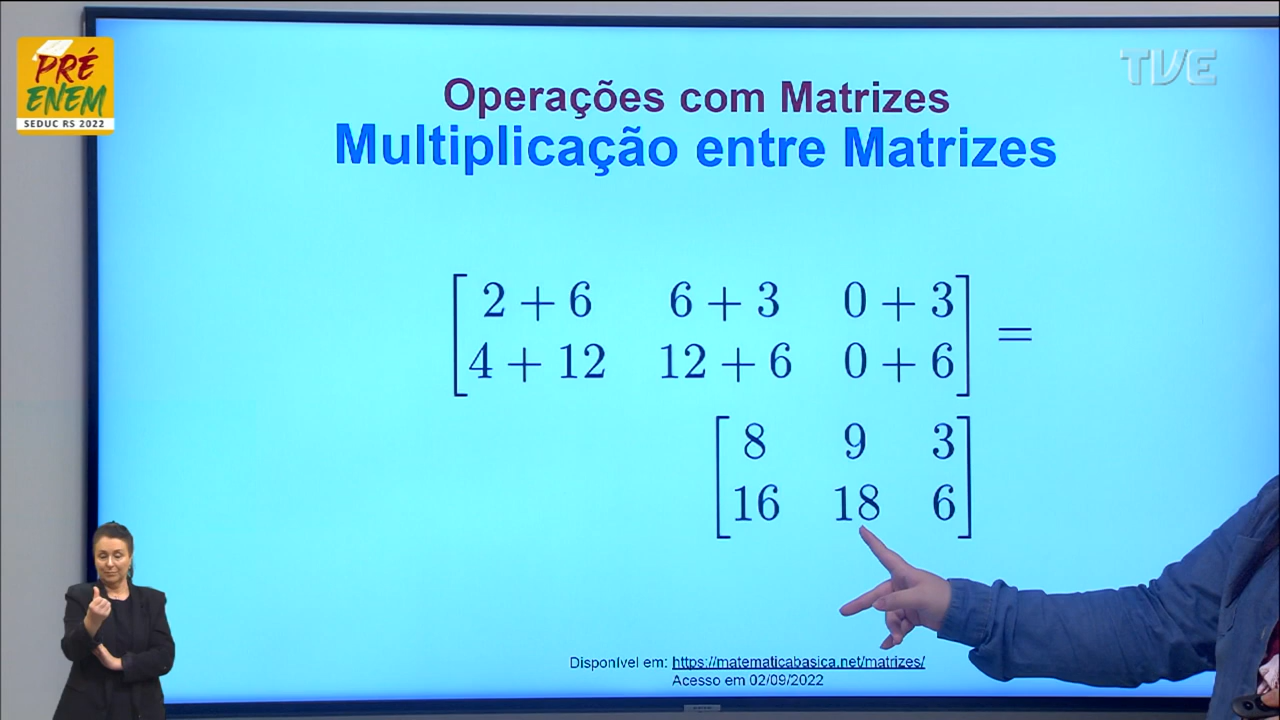 PRÉ
ENEM
SEDUC RS 2022
TVE
Operações com Matrizes
Multiplicação entre Matrizes
2 + 6 6 + 3 0 + 3
4 + 12 12 + 6 0 + 6
=
8 9 3
16 18 6
Disponível em: https://matematicabasica.net/matrizes/
Acesso em 02/09/2022